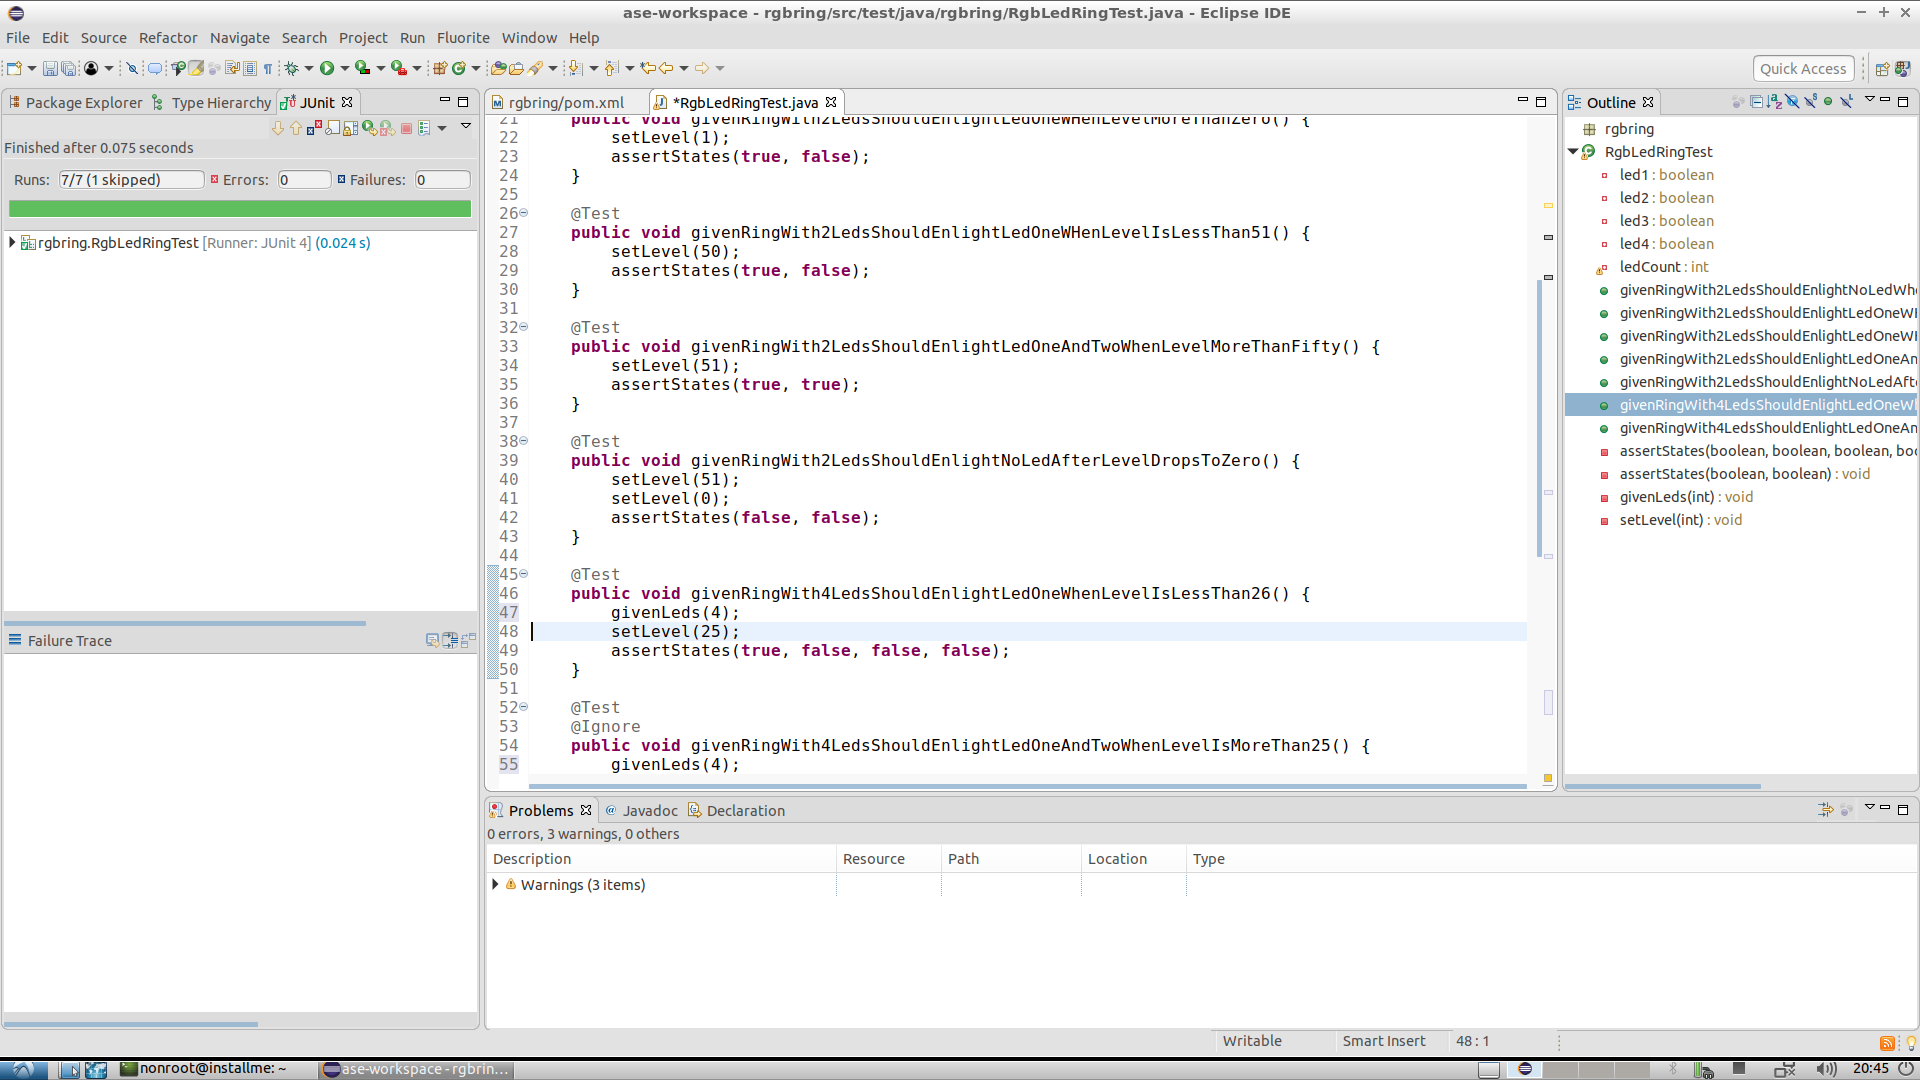 ase-workspace - rgbring/src/test/java/rgbring/RgbLedRingTest.java - Eclipse IDE
File Edit Source Refactor Navigate Search Project Run Fluorite Window Help
Quick Access
Package Explorer Type Hierarchy JUnit
Finished after 0.075 seconds
Runs: 7/7 (1 skipped) Errors: 0 Failures: 0
rgbring.RgbLedRingTest [Runner: JUnit 4] (0.024 s)
Failure Trace
rgbring/pom.xml *RgbLedRingTest.java
21 public void givenRingWith2LedsShouldEnlightLedOneWHenLevelMoreThanZero() {
22 setLevel(1);
23 assertStates(true, false);
24 }
25
26 @Test
27 public void givenRingWith2LedsShouldEnlightLedOneWHenLevelIsLessThan51() {
28 setLevel(50);
29 assertStates(true, false);
30 }
31
32 @Test
33 public void givenRingWith2LedsShouldEnlightLedOneAndTwoWhenLevelMoreThanFifty() {
34 setLevel(51);
35 assertStates(true, true);
36 }
37
38 @Test
39 public void givenRingWith2LedsShouldEnlightNoLedAfterLevelDropsToZero() {
40 setLevel(51);
41 setLevel(0);
42 assertStates(false, false);
43 }
44
45 @Test
46 public void givenRingWith4LedsShouldEnlightLedOneWhenLevelIsLessThan26() {
47 givenLeds(4);
48 setLevel(25);
49 assertStates(true, false, false, false);
50 }
51
52 @Test
53 @Ignore
54 public void givenRingWith4LedsShouldEnlightLedOneAndTwoWhenLevelIsMoreThan25() {
55 givenLeds(4);
Outline
rgbring
RgbLedRingTest
led1 : boolean
led2 : boolean
led3 : boolean
led4 : boolean
ledCount : int
givenRingWith2LedsShouldEnlightNoLedWh
givenRingWith2LedsShouldEnlightLedOneW
givenRingWith2LedsShouldEnlightLedOneW
givenRingWith2LedsShouldEnlightLedOneAn
givenRingWith2LedsShouldEnlightNoLedAft
givenRingWith4LedsShouldEnlightLedOneW
givenRingWith4LedsShouldEnlightLedOneAn
assertStates(boolean, boolean, boolean, boo
assertStates(boolean, boolean) : void
givenLeds(int) : void
setLevel(int) : void
Problems @ Javadoc Declaration
0 errors, 3 warnings, 0 others
Description Resource Path Location Type
Warnings (3 items)
Writable Smart Insert 48 : 1
nonroot@installme: ~ ase-workspace - rgbrin... 20:45